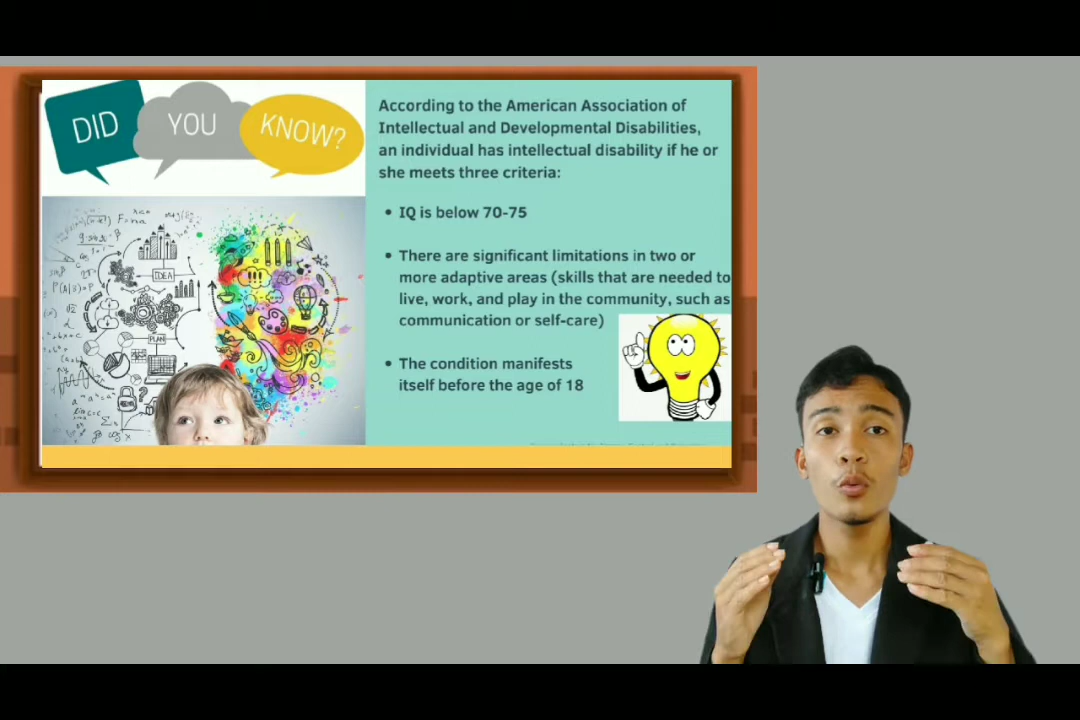 DID
YOU
KNOW?
According to the American Association of
Intellectual and Developmental Disabilities,
an individual has intellectual disability if he or
she meets three criteria:
• IQ is below 70-75
• There are significant limitations in two or
more adaptive areas (skills that are needed to
live, work, and play in the community, such as
communication or self-care)
• The condition manifests
itself before the age of 18
IDEA
PLAN